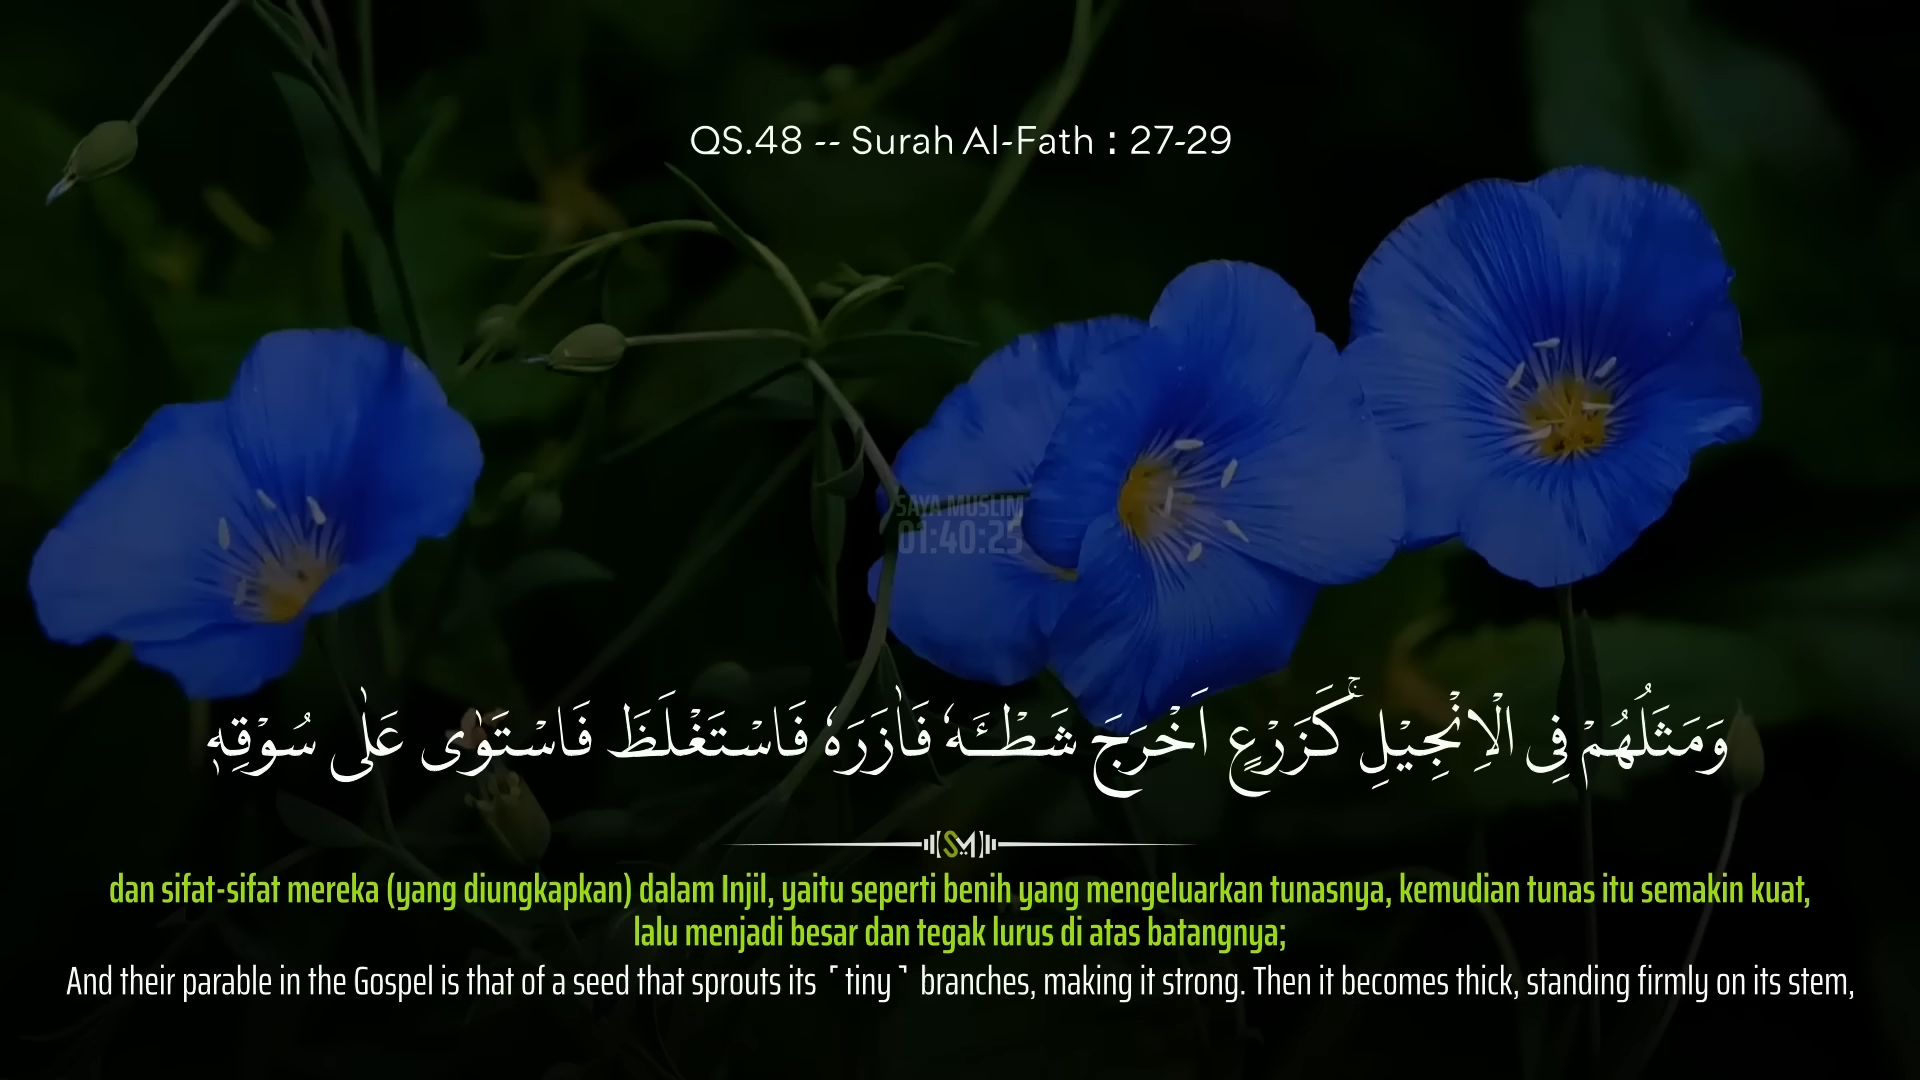 QS.48 -- Surah Al-Fath : 27-29
SAYA MUSLIM
01:40:25
وَمَثَلُهُمْ فِى الْاِنْجِيْلِۚ كَزَرْعٍ اَخْرَجَ شَطْـَٔهٗ فَاٰزَرَهٗ فَاسْتَغْلَظَ فَاسْتَوٰى عَلٰى سُوْقِهٖ
SM
dan sifat-sifat mereka (yang diungkapkan) dalam Injil, yaitu seperti benih yang mengeluarkan tunasnya, kemudian tunas itu semakin kuat,
lalu menjadi besar dan tegak lurus di atas batangnya;
And their parable in the Gospel is that of a seed that sprouts its ˹tiny˺ branches, making it strong. Then it becomes thick, standing firmly on its stem,